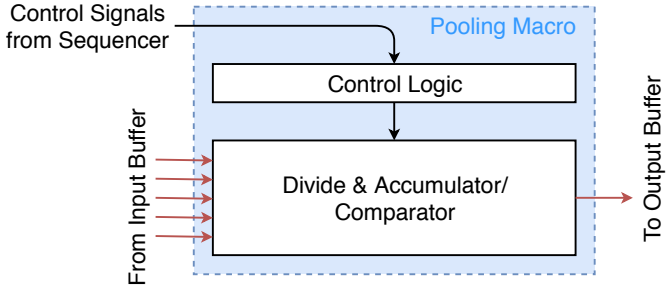 Control Signals
from Sequencer
Pooling Macro
Control Logic
From Input Buffer
Divide & Accumulator/
Comparator
To Output Buffer